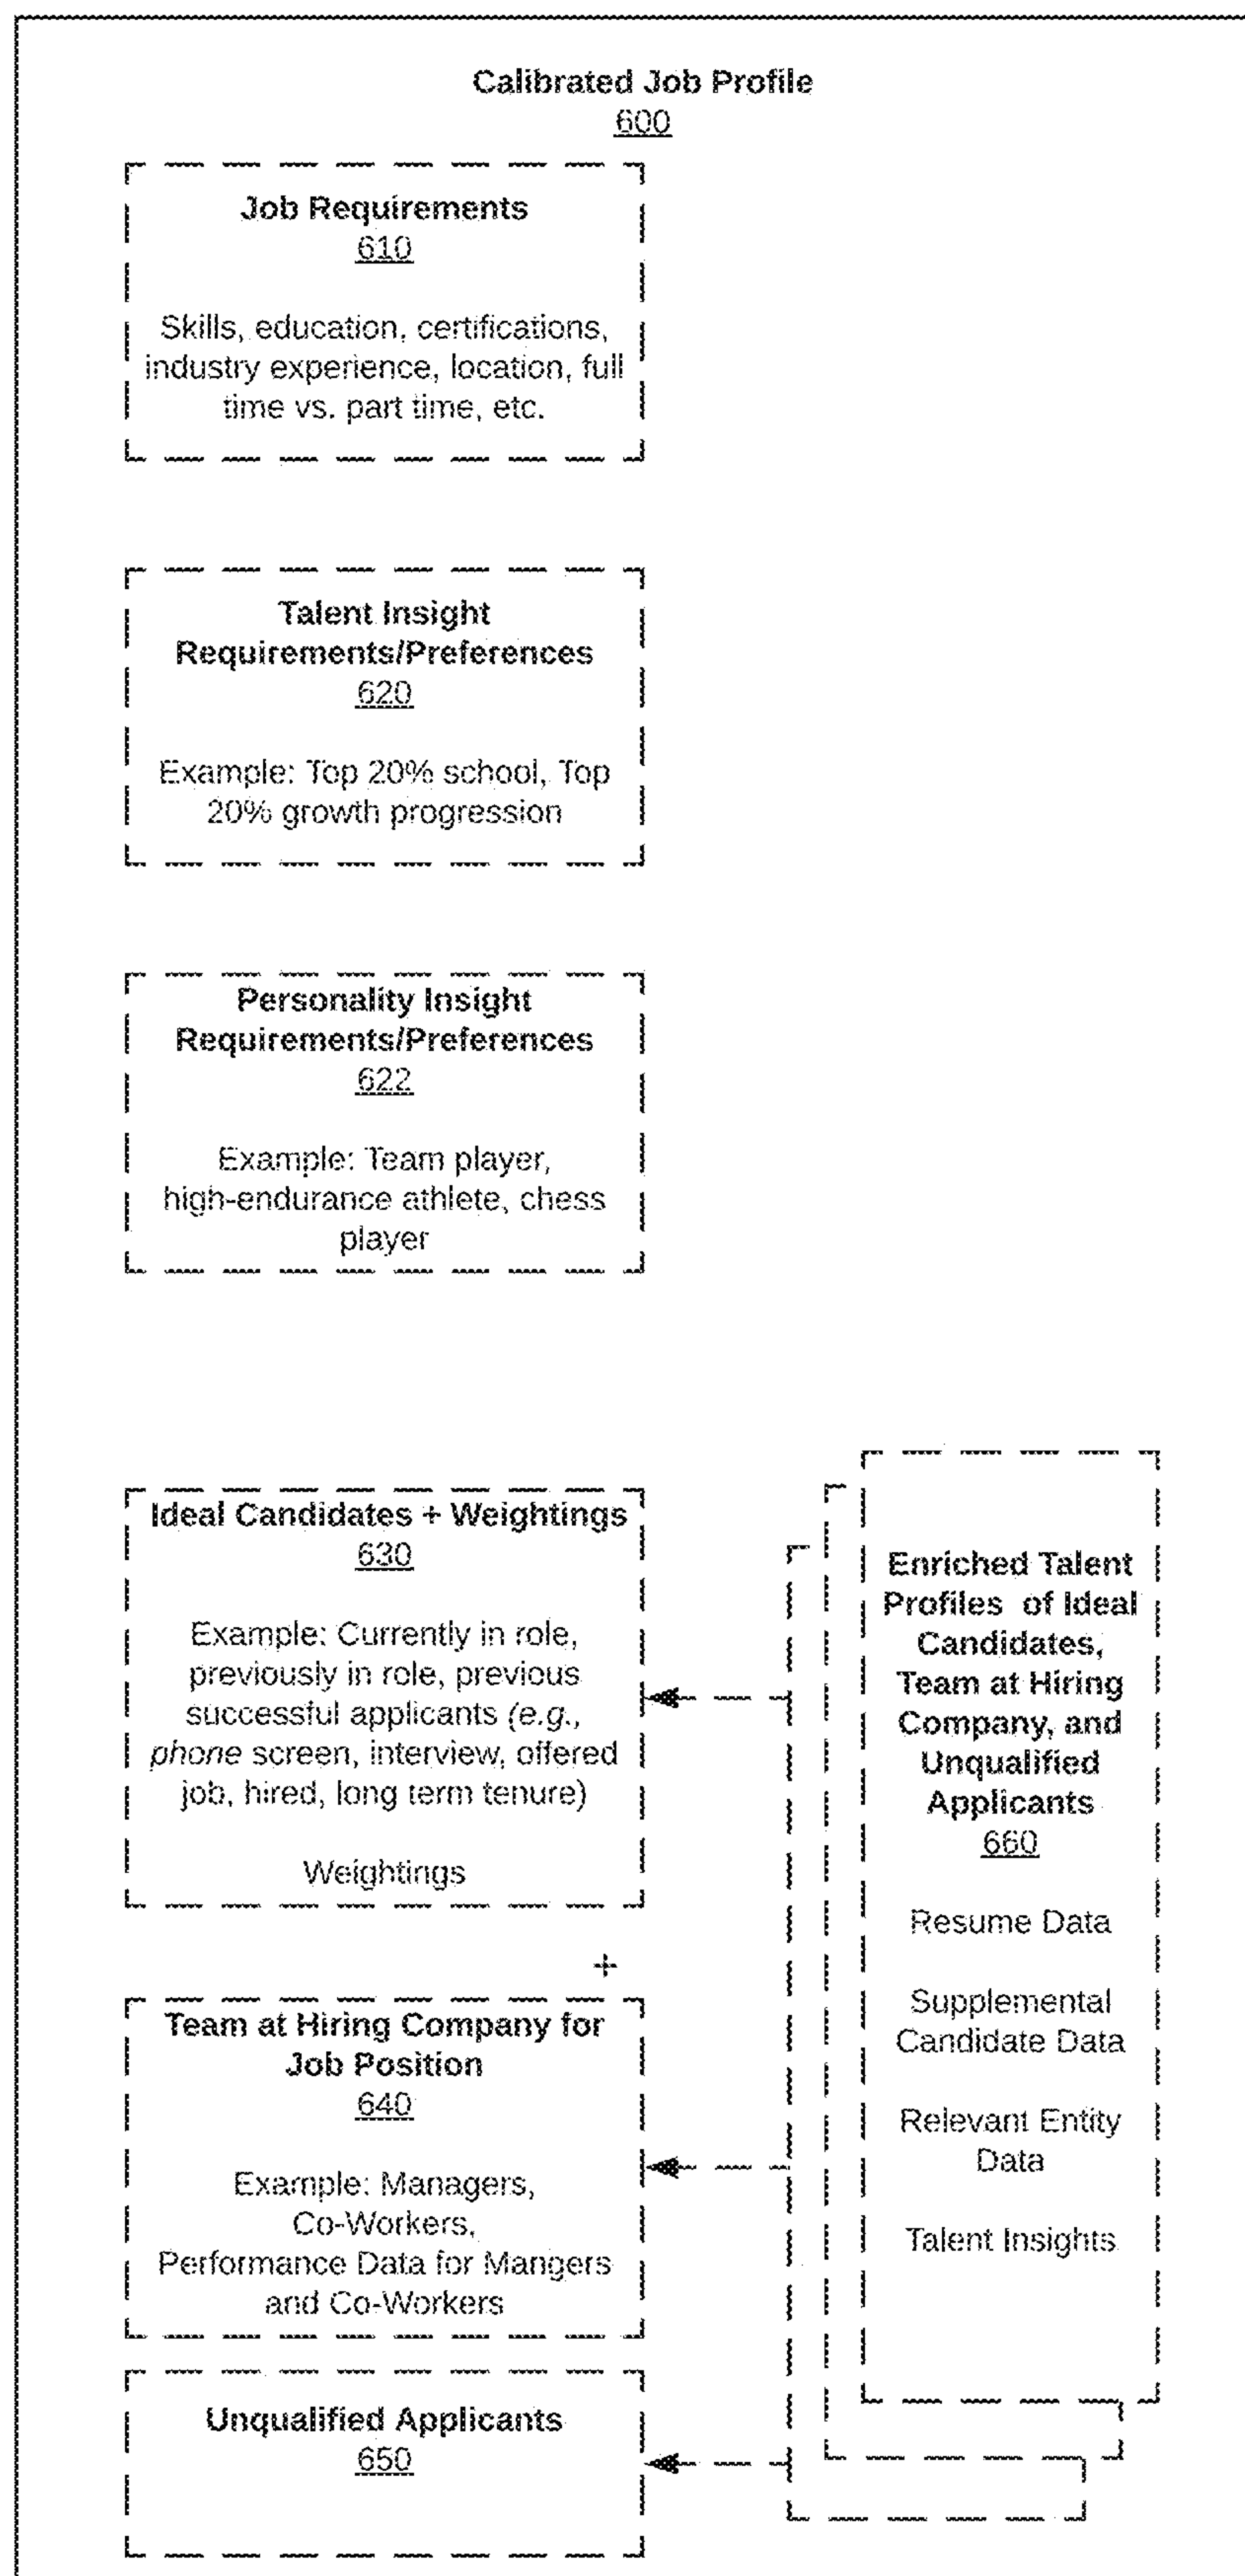 Calibrated Job Profile
600
Job Requirements
610
Skills, education, certifications,
industry experience, location, full
time vs. part time, etc.
Talent Insight
Requirements/Preferences
620
Example: Top 20% school, Top
20% growth progression
Personality Insight
Requirements/Preferences
622
Example: Team player,
high-endurance athlete, chess
player
Ideal Candidates + Weightings
630
Example: Currently in role,
previously in role, previous
successful applicants (e.g.,
phone screen, interview, offered
job, hired, long term tenure)
Weightings
+
Team at Hiring Company for
Job Position
640
Example: Managers,
Co-Workers,
Performance Data for Mangers
and Co-Workers
Unqualified Applicants
650
Enriched Talent
Profiles of Ideal
Candidates,
Team at Hiring
Company, and
Unqualified
Applicants
660
Resume Data
Supplemental
Candidate Data
Relevant Entity
Data
Talent Insights